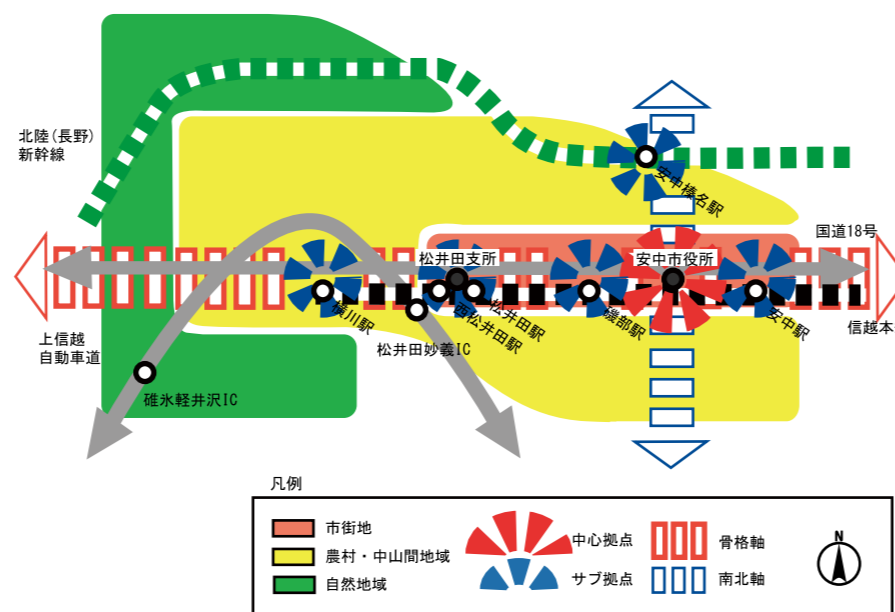 北陸(長野)
新幹線
安中榛名駅
国道18号
松井田支所
安中市役所
横川駅
西松井田駅
松井田駅
磯部駅
安中駅
信越本
上信越
自動車道
松井田妙義IC
碓氷軽井沢IC
凡例
市街地
農村・中山間地域
自然地域
中心拠点
サブ拠点
骨格軸
南北軸
N